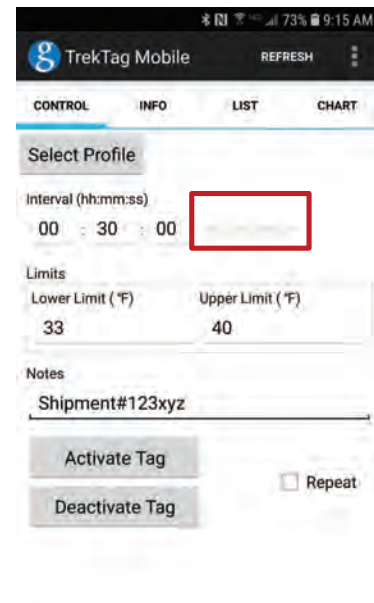 73% 9:15 AM
g TrekTag Mobile REFRESH
CONTROL INFO LIST CHART
Select Profile
Interval (hh:mm:ss)
00 : 30 : 00
Limits
Lower Limit (°F) Upper Limit (°F)
33 40
Notes
Shipment#123xyz
Activate Tag
Repeat
Deactivate Tag